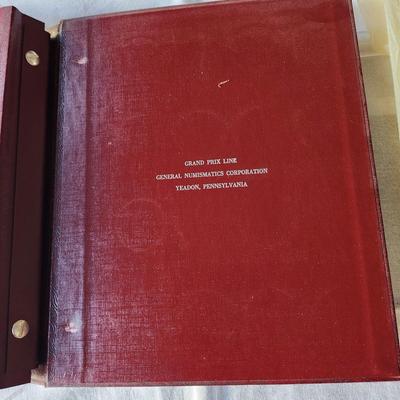 GRAND PRIX LINE
GENERAL NUMISMATICS CORPORATION
YEADON, PENNSYLVANIA